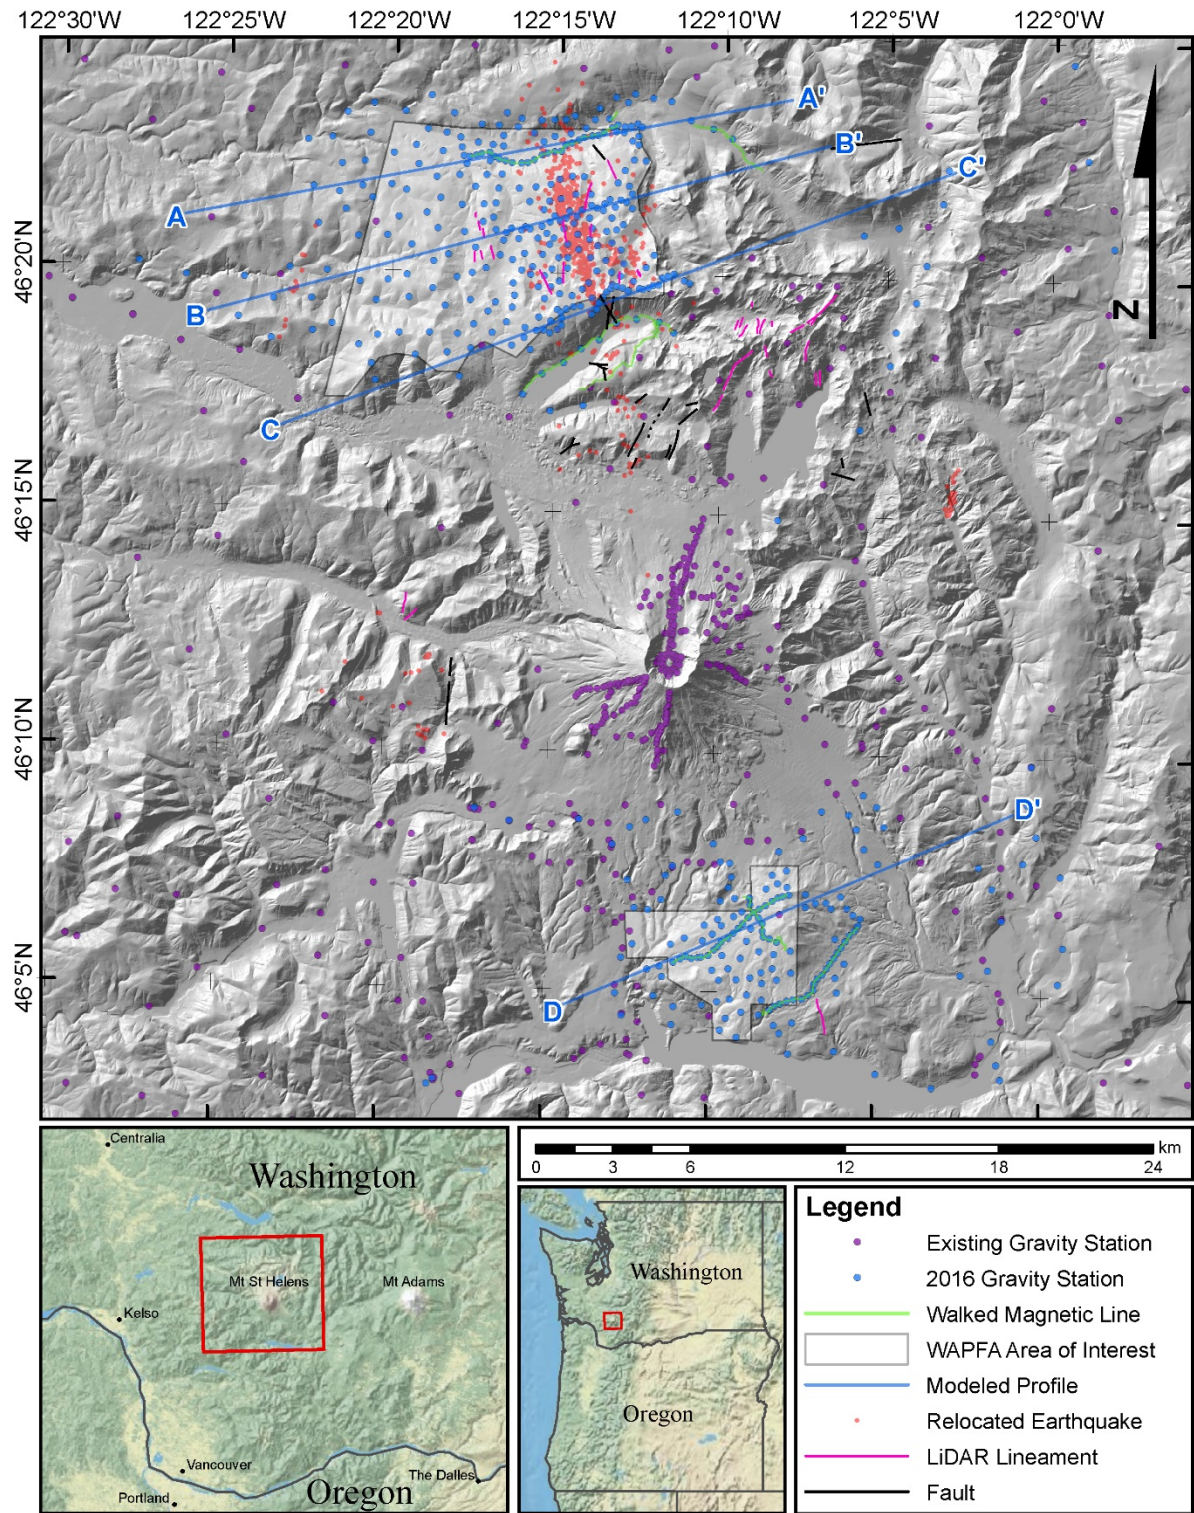 122°30'W 122°25'W 122°20'W 122°15'W 122°10'W 122°5'W 122°0'W
A'
B'
C'
A
46°20'N
B
N
C
46°15'N
46°10'N
D'
46°5'N
D
Centralia
Washington
Mt St Helens
Mt Adams
Kelso
Vancouver
Portland
The Dalles
Oregon
km
0 3 6 12 18 24
Washington
Oregon
Legend
Existing Gravity Station
2016 Gravity Station
Walked Magnetic Line
WAPFA Area of Interest
Modeled Profile
Relocated Earthquake
LiDAR Lineament
Fault